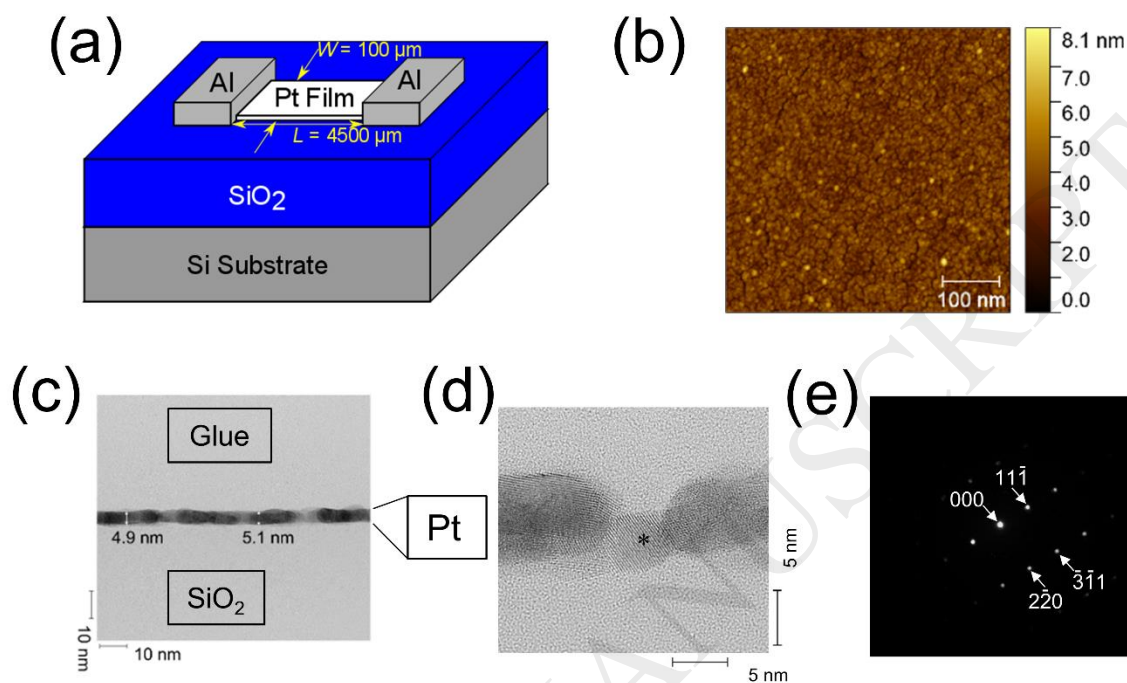 (a)
W = 100 µm
Al
Al
Pt Film
L = 4500 µm
SiO₂
Si Substrate
(b)
8.1 nm
7.0
6.0
5.0
4.0
3.0
2.0
1.0
0.0
100 nm
(c)
Glue
4.9 nm
5.1 nm
SiO₂
10 nm
10 nm
Pt
(d)
*
5 nm
5 nm
(e)
111̄
000
3̄1̄1
22̄0
MANUSCRIPT